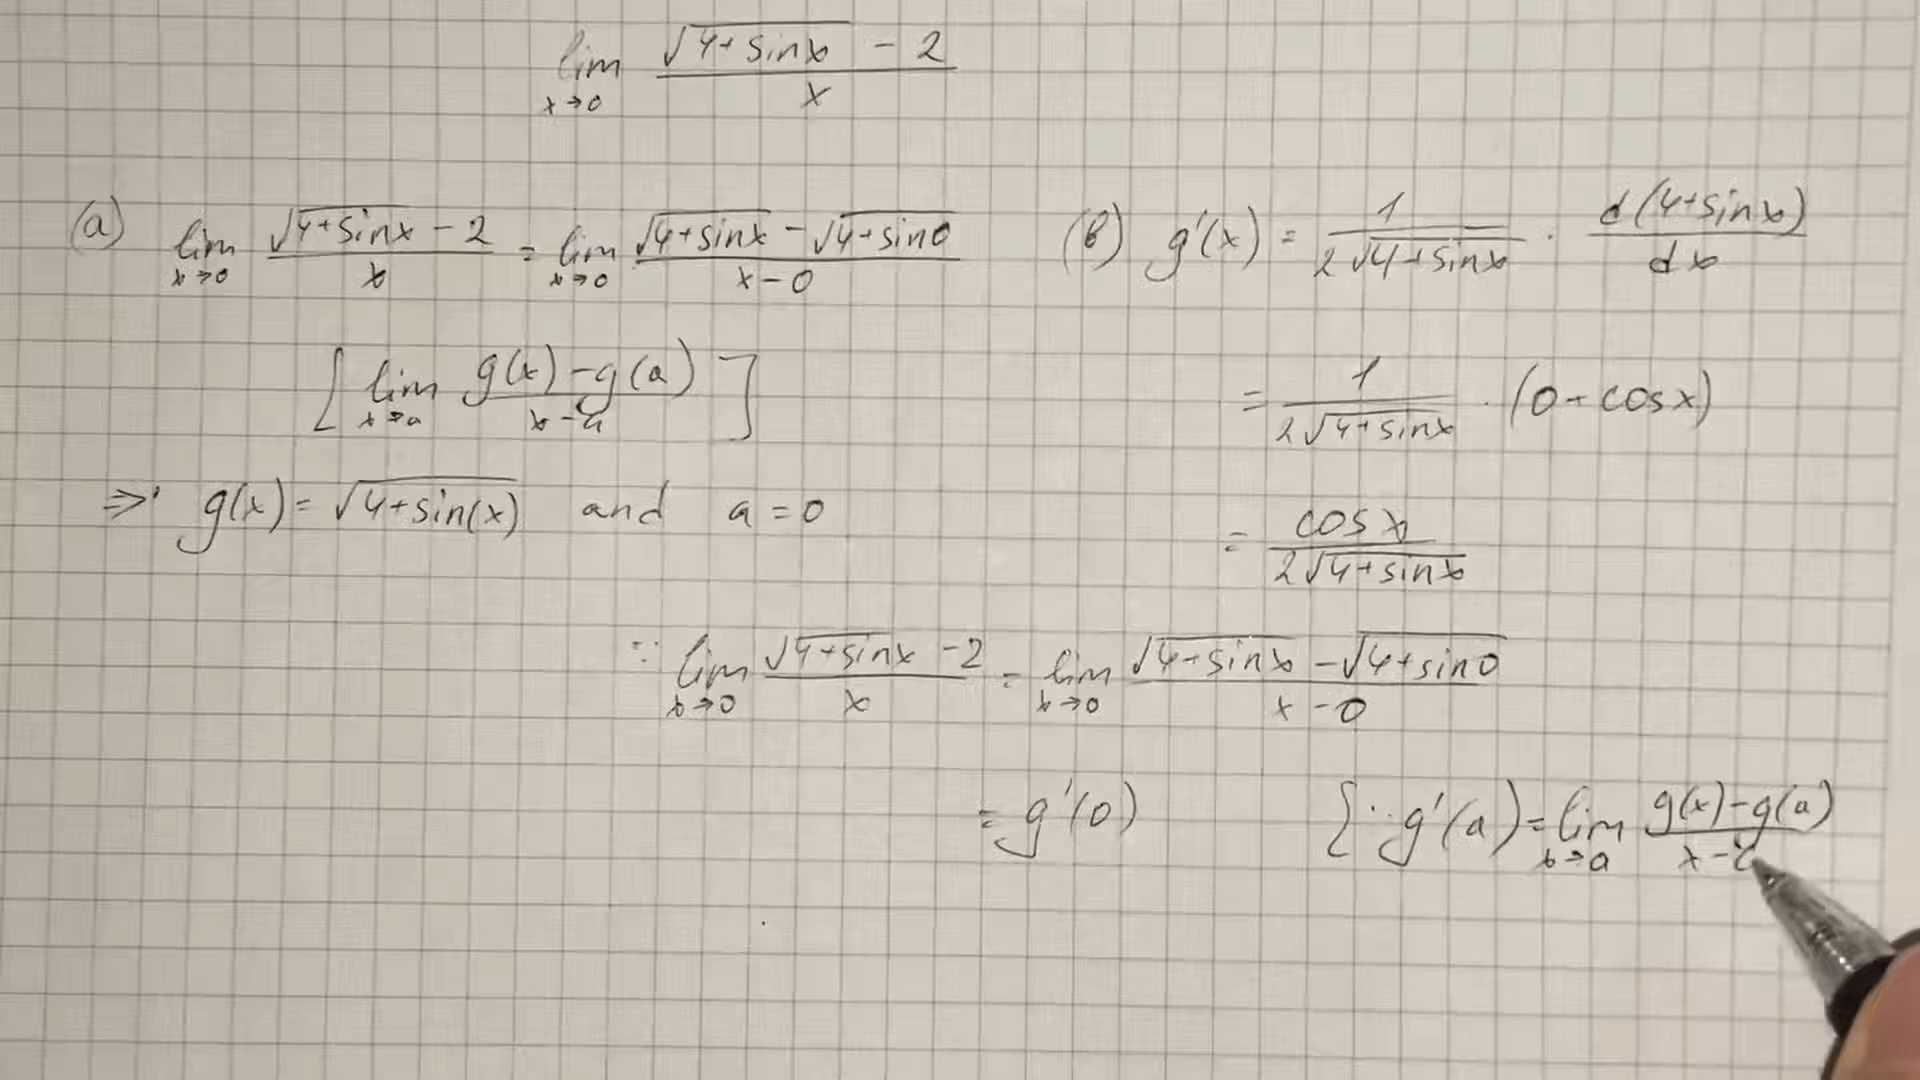 lim x→0 (√(4+sinx) - 2)/x
(a) lim x→0 (√(4+sinx) - 2)/x = lim x→0 (√(4+sinx) - √(4+sin0))/(x-0)
[ lim x→a (g(x)-g(a))/(x-a) ]
⇒ g(x) = √(4+sin(x)) and a = 0
(b) g'(x) = 1/(2√(4+sinx)) · d(4+sinx)/dx
= 1/(2√(4+sinx)) · (0+cosx)
= cosx/(2√(4+sinx))
∵ lim x→0 (√(4+sinx) - 2)/x = lim x→0 (√(4+sinx) - √(4+sin0))/(x-0)
= g'(0) {∵ g'(a) = lim x→a (g(x)-g(a))/(x-a)